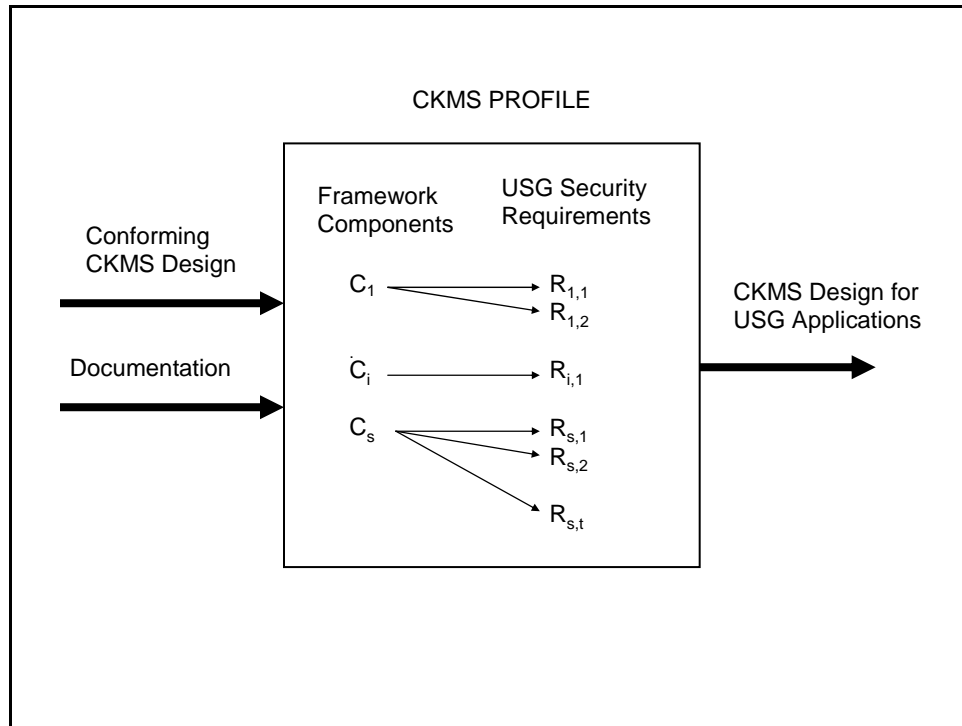 CKMS PROFILE
Framework
Components
USG Security
Requirements
Conforming
CKMS Design
Documentation
C1
R1,1
R1,2
Ci
Ri,1
Cs
Rs,1
Rs,2
Rs,t
CKMS Design for
USG Applications